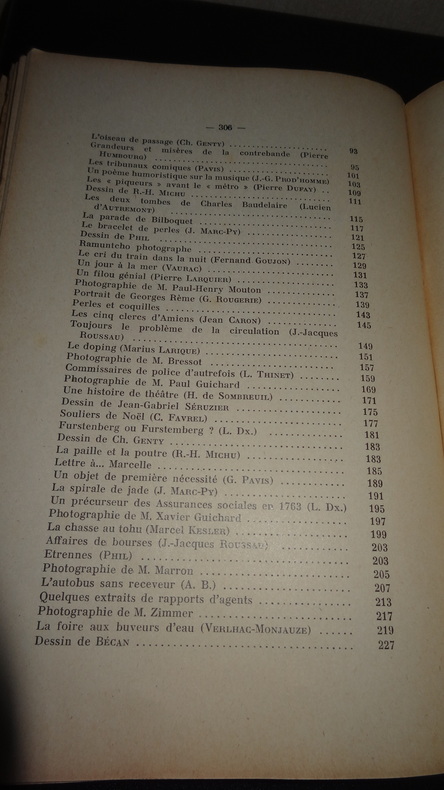 — 306 —
L'oiseau de passage (Ch. GENTY) .................. 93
Grandeurs et misères de la contrebande (Pierre
HUMBOURG) .................. 95
Les tribunaux comiques (PAVIS) .................. 101
Un poème humoristique sur la musique (J.-G. PROD'HOMME) 103
Les « piqueurs » avant le « métro » (Pierre DUFAY) .. 109
Dessin de R.-H. MICHU .................. 111
Les deux tombes de Charles Baudelaire (Lucien
D'AUTREMONT) .................. 115
La parade de Bilboquet .................. 117
Le bracelet de perles (J. MARC-PY) .................. 121
Dessin de PHIL .................. 125
Ramuntcho photographe .................. 127
Le cri du train dans la nuit (Fernand GOUJON) .......... 129
Un jour à la mer (VAURAC) .................. 131
Un filou génial (Pierre LARQUIER) .................. 133
Photographie de M. Paul-Henry Mouton .................. 137
Portrait de Georges Rème (G. ROUGERIE) .................. 139
Perles et coquilles .................. 143
Les cinq clercs d'Amiens (Jean CARON) .................. 145
Toujours le problème de la circulation (J.-Jacques
ROUSSAU) .................. 149
Le doping (Marius LARIQUE) .................. 151
Photographie de M. Bressot .................. 157
Commissaires de police d'autrefois (L. THINET) .......... 159
Photographie de M. Paul Guichard .................. 169
Une histoire de théâtre (H. de SOMBREUIL) .................. 171
Dessin de Jean-Gabriel SÉRUZIER .................. 175
Souliers de Noël (C. FAVREL) .................. 177
Furstenberg ou Furstemberg ? (L. Dx.) .................. 181
Dessin de Ch. GENTY .................. 183
La paille et la poutre (R.-H. MICHU) .................. 183
Lettre à... Marcelle .................. 185
Un objet de première nécessité (G. PAVIS) .................. 189
La spirale de jade (J. MARC-PY) .................. 191
Un précurseur des Assurances sociales en 1763 (L. Dx.) 195
Photographie de M. Xavier Guichard .................. 197
La chasse au tohu (Marcel KESLER) .................. 199
Affaires de bourses (J.-Jacques ROUSSAU) .................. 203
Etrennes (PHIL) .................. 203
Photographie de M. Marron .................. 205
L'autobus sans receveur (A. B.) .................. 207
Quelques extraits de rapports d'agents .................. 213
Photographie de M. Zimmer .................. 217
La foire aux buveurs d'eau (VERLHAC-MONJAUZE) ...... 219
Dessin de BÉCAN .................. 227